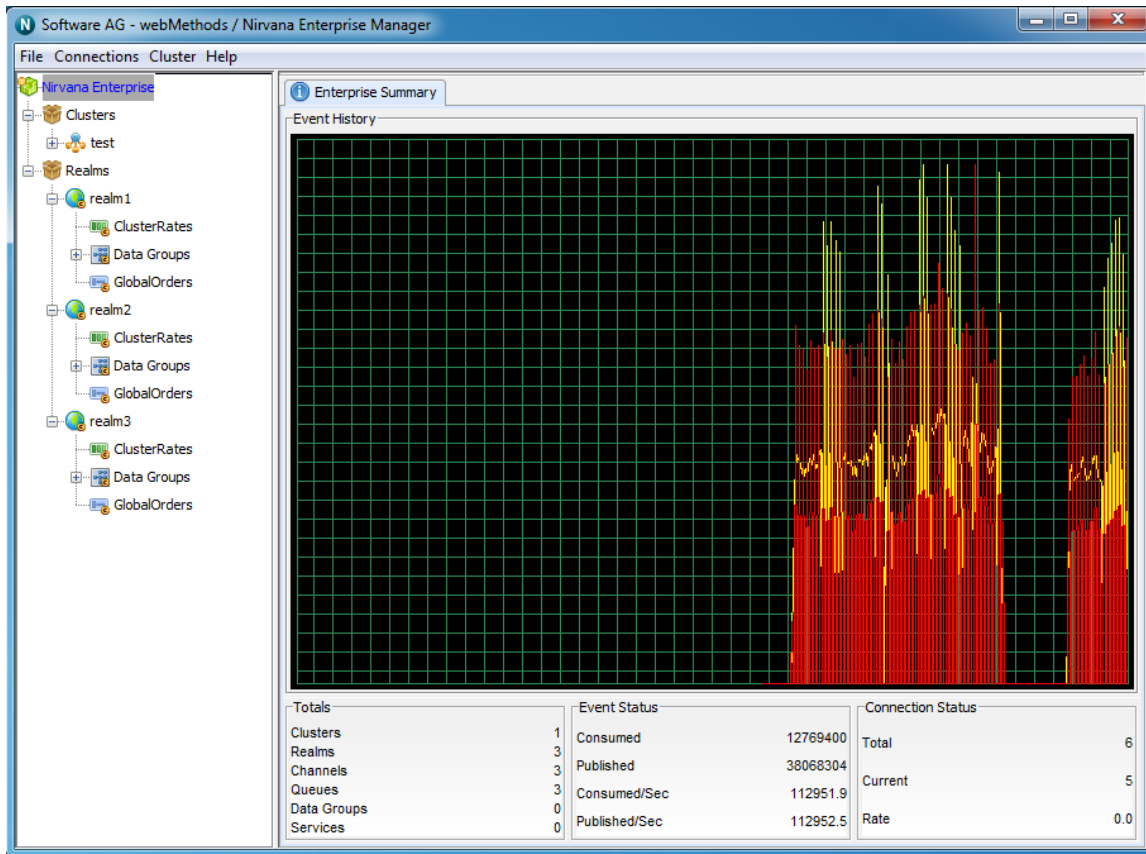 Software AG - webMethods / Nirvana Enterprise Manager
File Connections Cluster Help
Nirvana Enterprise
Clusters
test
Realms
realm1
ClusterRates
Data Groups
GlobalOrders
realm2
ClusterRates
Data Groups
GlobalOrders
realm3
ClusterRates
Data Groups
GlobalOrders
Enterprise Summary
Event History
Totals
Clusters 1
Realms 3
Channels 3
Queues 3
Data Groups 0
Services 0
Event Status
Consumed 12769400
Published 38068304
Consumed/Sec 112951.9
Published/Sec 112952.5
Connection Status
Total 6
Current 5
Rate 0.0